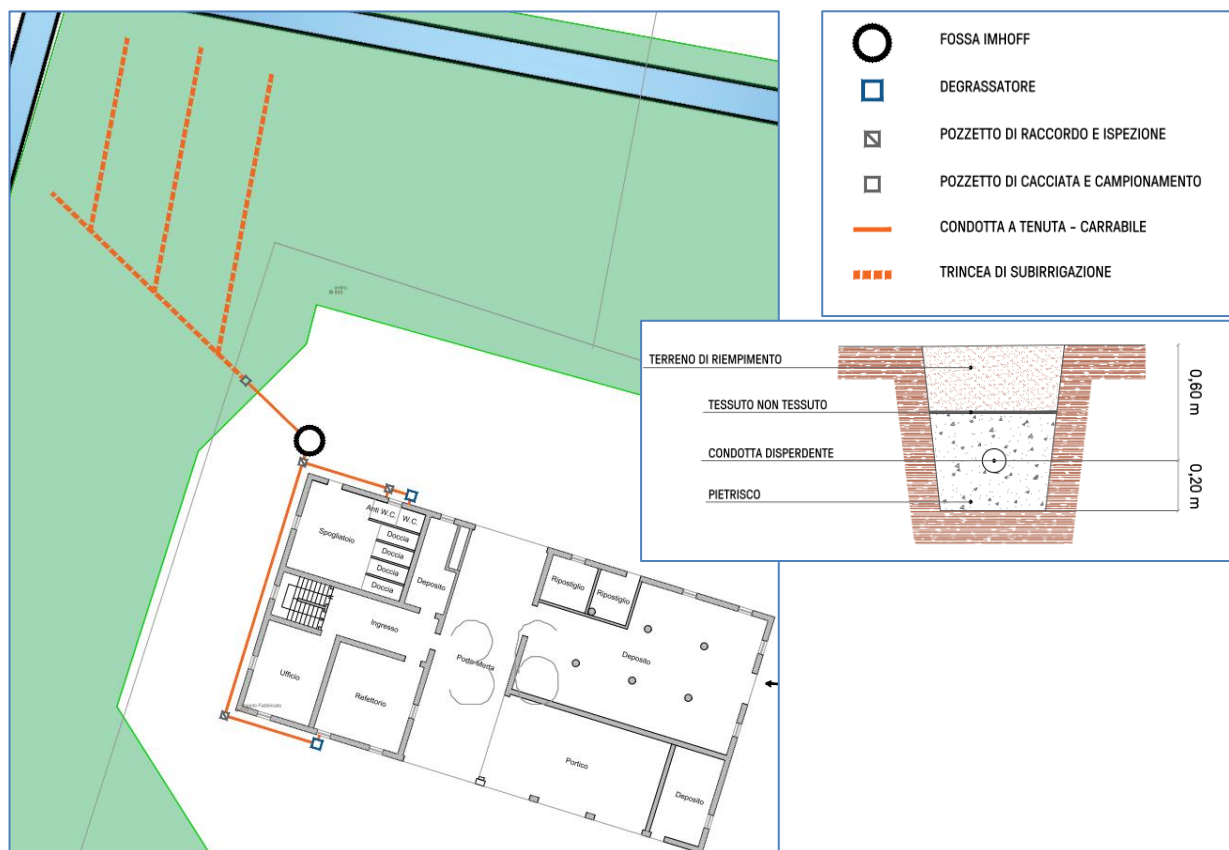 FOSSA IMHOFF
DEGRASSATORE
POZZETTO DI RACCORDO E ISPEZIONE
POZZETTO DI CACCIATA E CAMPIONAMENTO
CONDOTTA A TENUTA - CARRABILE
TRINCEA DI SUBIRRIGAZIONE
TERRENO DI RIEMPIMENTO
TESSUTO NON TESSUTO
CONDOTTA DISPERDENTE
PIETRISCO
0,60 m
0,20 m
Anti W.C.
W.C.
Spogliatoio
Doccia
Doccia
Doccia
Doccia
Deposito
Ripostiglio
Ripostiglio
Ingresso
36
Porta Morta
Deposito
Ufficio
Refettorio
Portico
Deposito